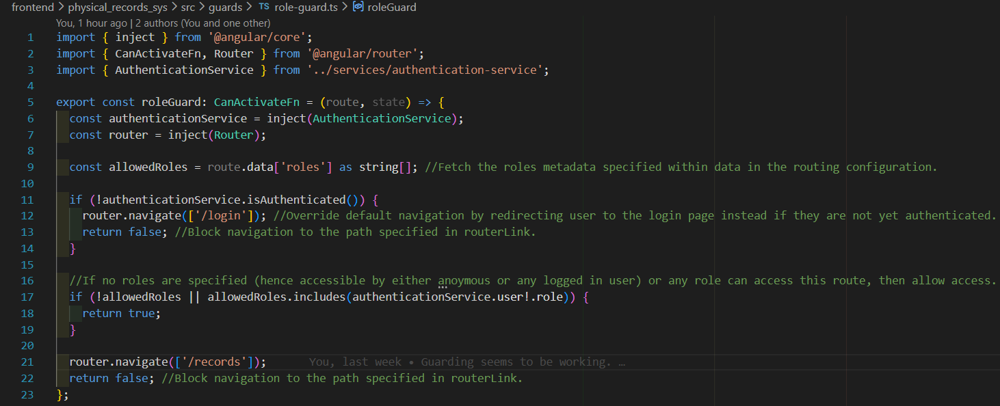 frontend > physical_records_sys > src > guards > TS role-guard.ts > roleGuard
You, 1 hour ago | 2 authors (You and one other)
1 import { inject } from '@angular/core';
2 import { CanActivateFn, Router } from '@angular/router';
3 import { AuthenticationService } from '../services/authentication-service';
4
5 export const roleGuard: CanActivateFn = (route, state) => {
6   const authenticationService = inject(AuthenticationService);
7   const router = inject(Router);
8
9   const allowedRoles = route.data['roles'] as string[]; //Fetch the roles metadata specified within data in the routing configuration.
10
11   if (!authenticationService.isAuthenticated()) {
12     router.navigate(['/login']); //Override default navigation by redirecting user to the login page instead if they are not yet authenticated.
13     return false; //Block navigation to the path specified in routerLink.
14   }
15
16   //If no roles are specified (hence accessible by either anoymous or any logged in user) or any role can access this route, then allow access.
17   if (!allowedRoles || allowedRoles.includes(authenticationService.user!.role)) {
18     return true;
19   }
20
21   router.navigate(['/records']);      You, last week • Guarding seems to be working. …
22   return false; //Block navigation to the path specified in routerLink.
23 };